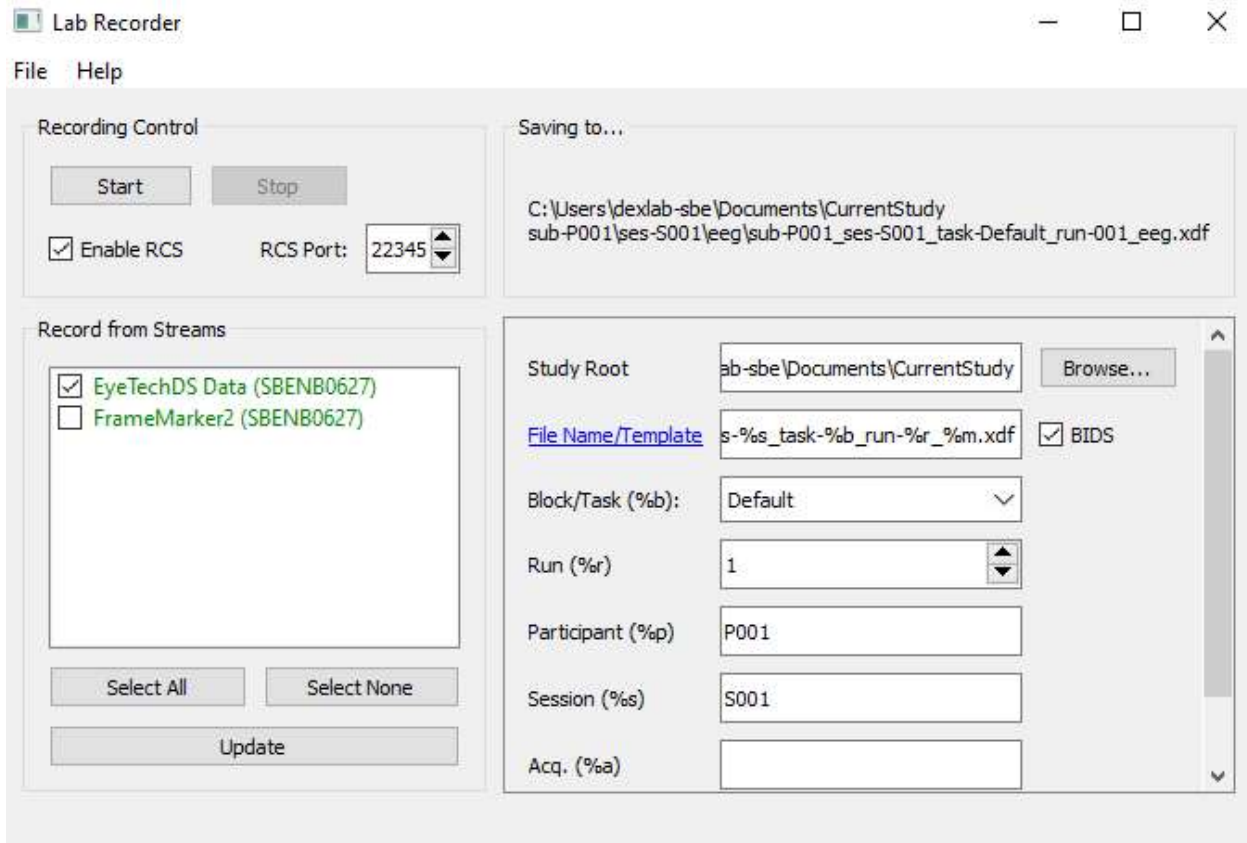 Lab Recorder
File Help
Recording Control
Start Stop
Enable RCS RCS Port: 22345
Saving to...
C:\Users\dexlab-sbe\Documents\CurrentStudy
sub-P001\ses-S001\eeg\sub-P001_ses-S001_task-Default_run-001_eeg.xdf
Record from Streams
EyeTechDS Data (SBENB0627)
FrameMarker2 (SBENB0627)
Select All Select None
Update
Study Root ab-sbe\Documents\CurrentStudy Browse...
File Name/Template s-%s_task-%b_run-%r_%m.xdf BIDS
Block/Task (%b): Default
Run (%r) 1
Participant (%p) P001
Session (%s) S001
Acq. (%a)